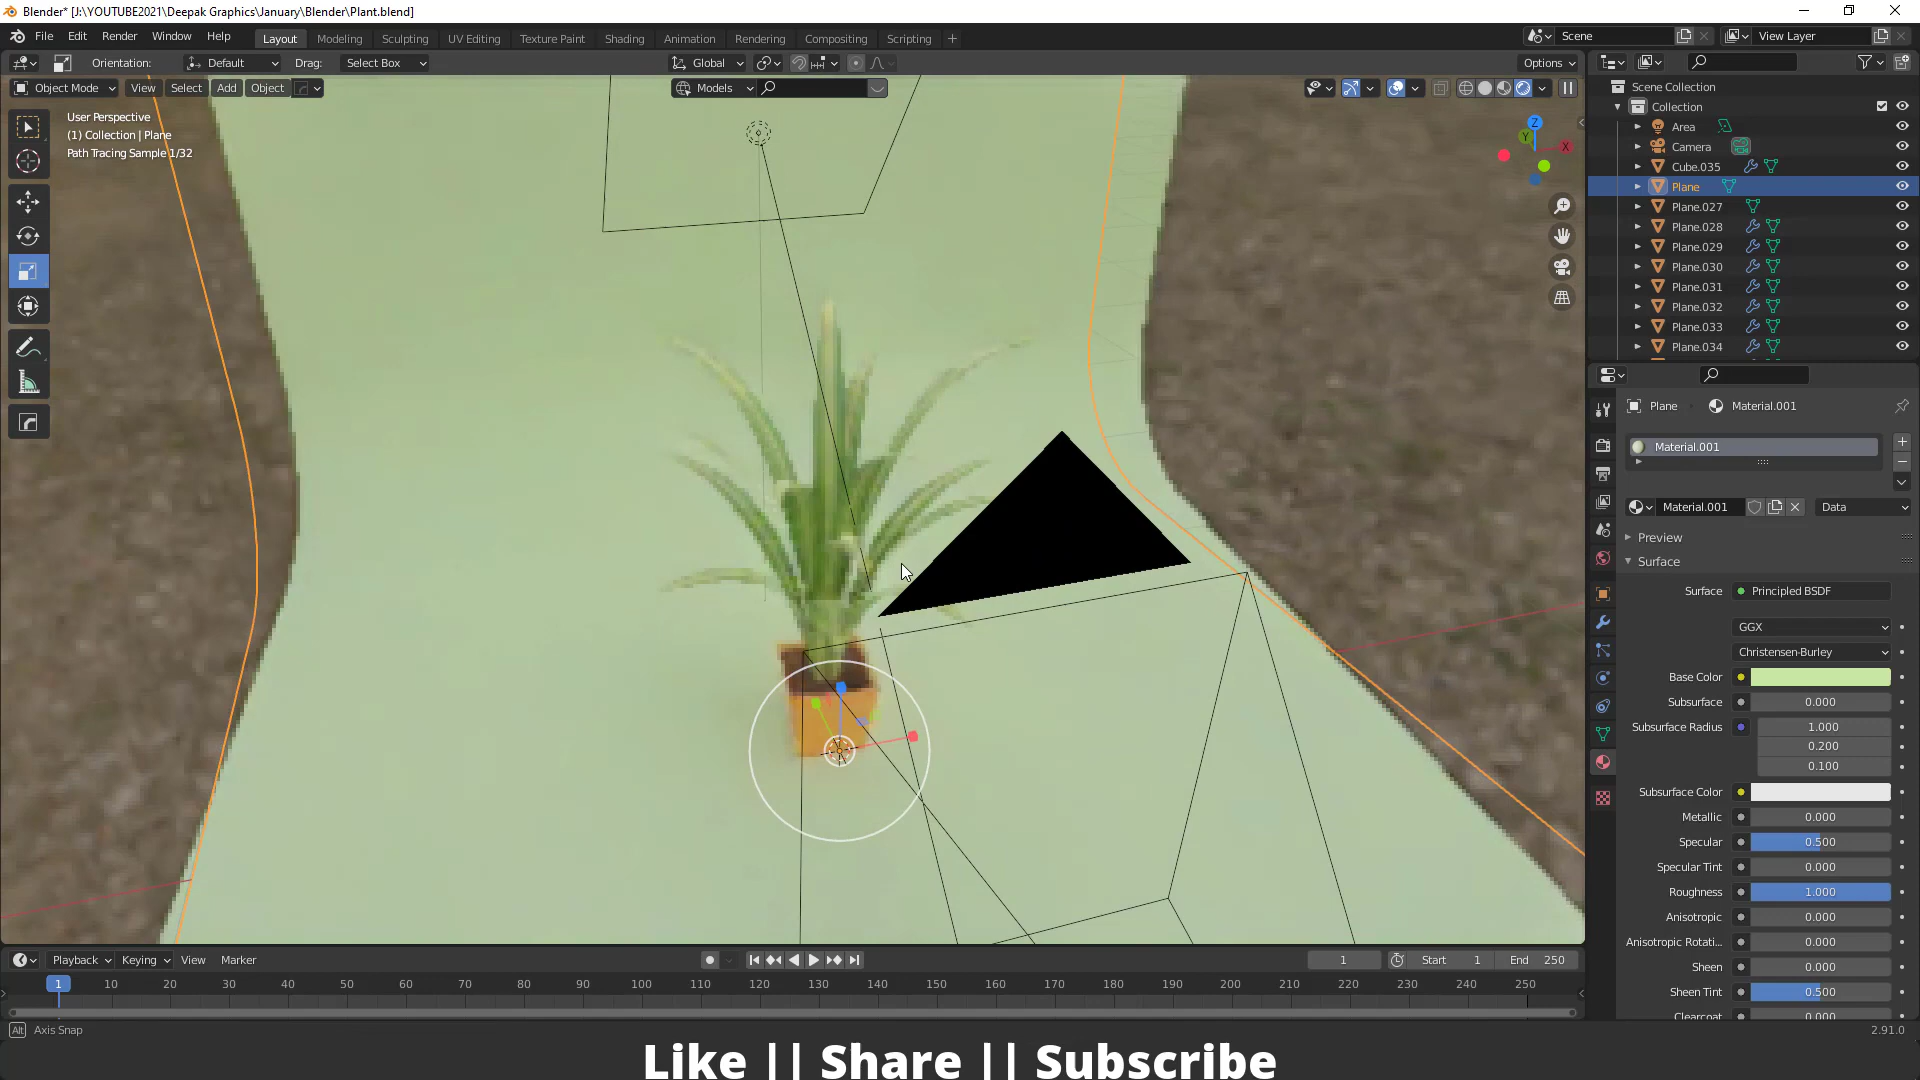 Blender* [J:\YOUTUBE2021\Deepak Graphics\January\Blender\Plant.blend]
File Edit Render Window Help Layout Modeling Sculpting UV Editing Texture Paint Shading Animation Rendering Compositing Scripting + Scene View Layer
Orientation: Default Drag: Select Box Global Options
Object Mode View Select Add Object Models
User Perspective
(1) Collection | Plane
Path Tracing Sample 1/32
Z
Y
X
Scene Collection
Collection
Area
Camera
Cube.035
Plane
Plane.027
Plane.028
Plane.029
Plane.030
Plane.031
Plane.032
Plane.033
Plane.034
Plane Material.001
Material.001
Material.001 Data
Preview
Surface
Surface Principled BSDF
GGX
Christensen-Burley
Base Color
Subsurface 0.000
Subsurface Radius 1.000
0.200
0.100
Subsurface Color
Metallic 0.000
Specular 0.500
Specular Tint 0.000
Roughness 1.000
Anisotropic 0.000
Anisotropic Rotati... 0.000
Sheen 0.000
Sheen Tint 0.500
Clearcoat 0.000
Playback Keying View Marker 1 Start 1 End 250
1 10 20 30 40 50 60 70 80 90 100 110 120 130 140 150 160 170 180 190 200 210 220 230 240 250
Alt Axis Snap 2.91.0
Like || Share || Subscribe